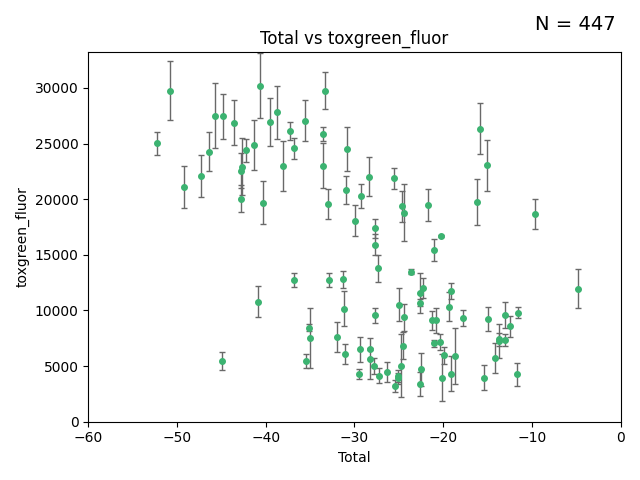 N = 447
Total vs toxgreen_fluor
30000
25000
20000
15000
10000
5000
0
toxgreen_fluor
−60 −50 −40 −30 −20 −10 0
Total